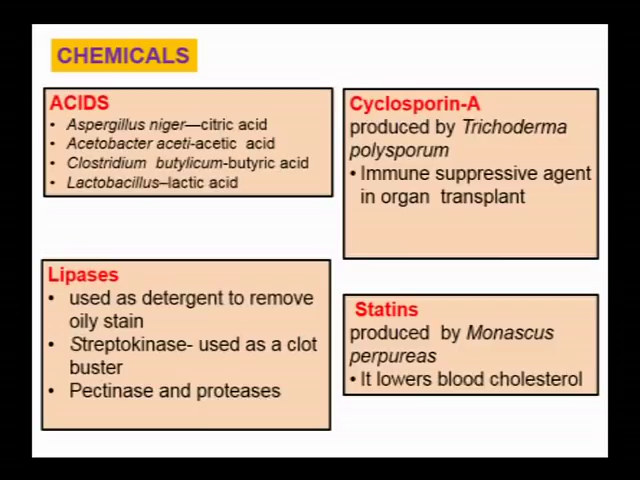 CHEMICALS
ACIDS
• Aspergillus niger—citric acid
• Acetobacter aceti-acetic acid
• Clostridium butylicum-butyric acid
• Lactobacillus–lactic acid
Cyclosporin-A
produced by Trichoderma
polysporum
• Immune suppressive agent
in organ transplant
Lipases
• used as detergent to remove
oily stain
• Streptokinase- used as a clot
buster
• Pectinase and proteases
Statins
produced by Monascus
perpureas
• It lowers blood cholesterol